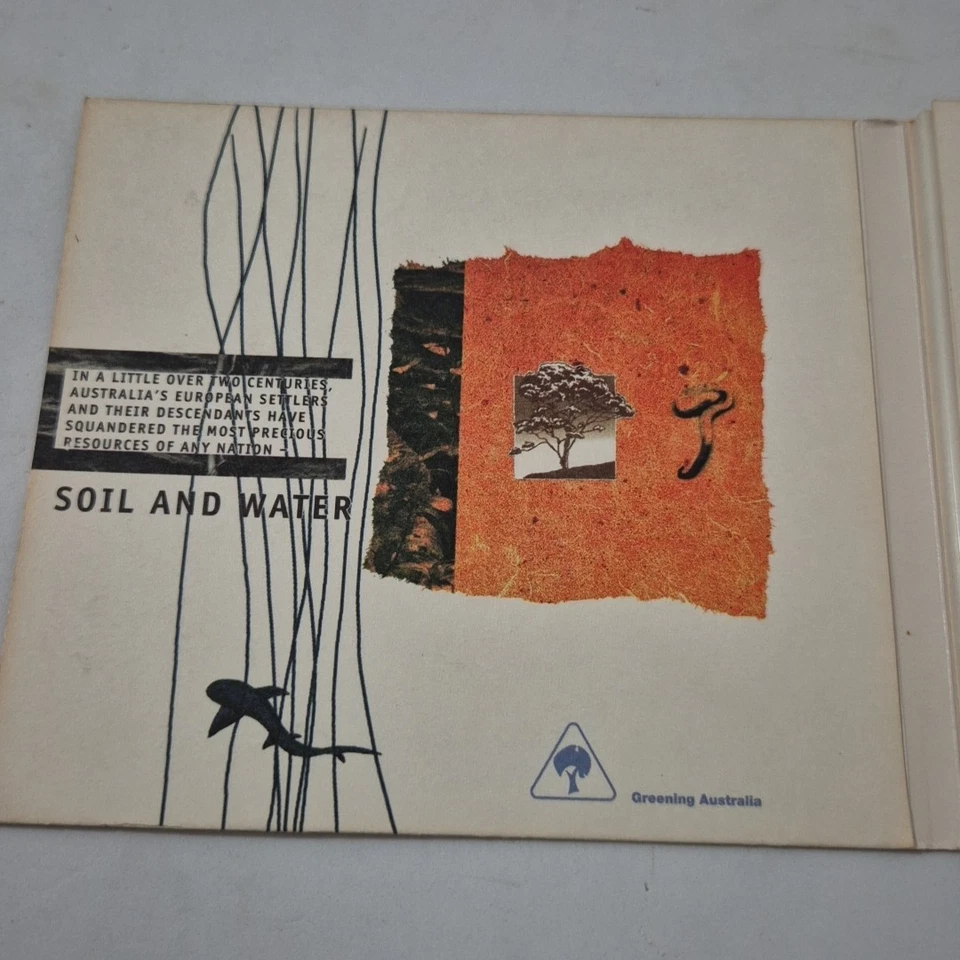 IN A LITTLE OVER TWO CENTURIES,
AUSTRALIA'S EUROPEAN SETTLERS
AND THEIR DESCENDANTS HAVE
SQUANDERED THE MOST PRECIOUS
RESOURCES OF ANY NATION –
SOIL AND WATER
Greening Australia